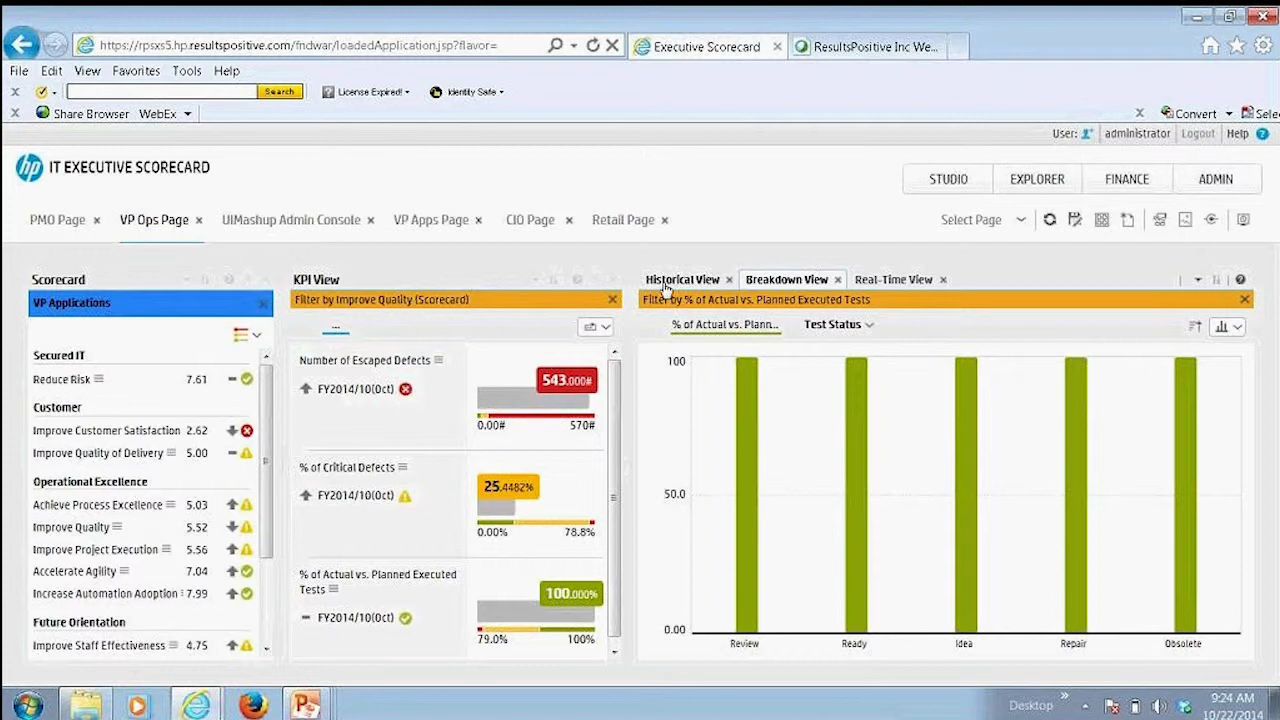 https://rpsxs5.hp.resultspositive.com/fndwar/loadedApplication.jsp?flavor=
Executive Scorecard
ResultsPositive Inc We...
File Edit View Favorites Tools Help
Search
License Expired!
Identity Safe
Share Browser WebEx
Convert
Sele
User: administrator Logout Help
hp IT EXECUTIVE SCORECARD
STUDIO EXPLORER FINANCE ADMIN
PMO Page VP Ops Page UIMashup Admin Console VP Apps Page CIO Page Retail Page Select Page
Scorecard
VP Applications
Secured IT
Reduce Risk 7.61
Customer
Improve Customer Satisfaction 2.62
Improve Quality of Delivery 5.00
Operational Excellence
Achieve Process Excellence 5.03
Improve Quality 5.52
Improve Project Execution 5.56
Accelerate Agility 7.04
Increase Automation Adoption 7.99
Future Orientation
Improve Staff Effectiveness 4.75
KPI View
Filter by Improve Quality (Scorecard)
...
Number of Escaped Defects
FY2014/10(Oct)
543.000#
0.00# 570#
% of Critical Defects
FY2014/10(Oct)
25.4482%
0.00% 78.8%
% of Actual vs. Planned Executed
Tests
FY2014/10(Oct)
100.000%
79.0% 100%
Historical View Breakdown View Real-Time View
Filter by % of Actual vs. Planned Executed Tests
% of Actual vs. Plann... Test Status
100
50.0
0.00
Review Ready Idea Repair Obsolete
Desktop
9:24 AM
10/22/2014